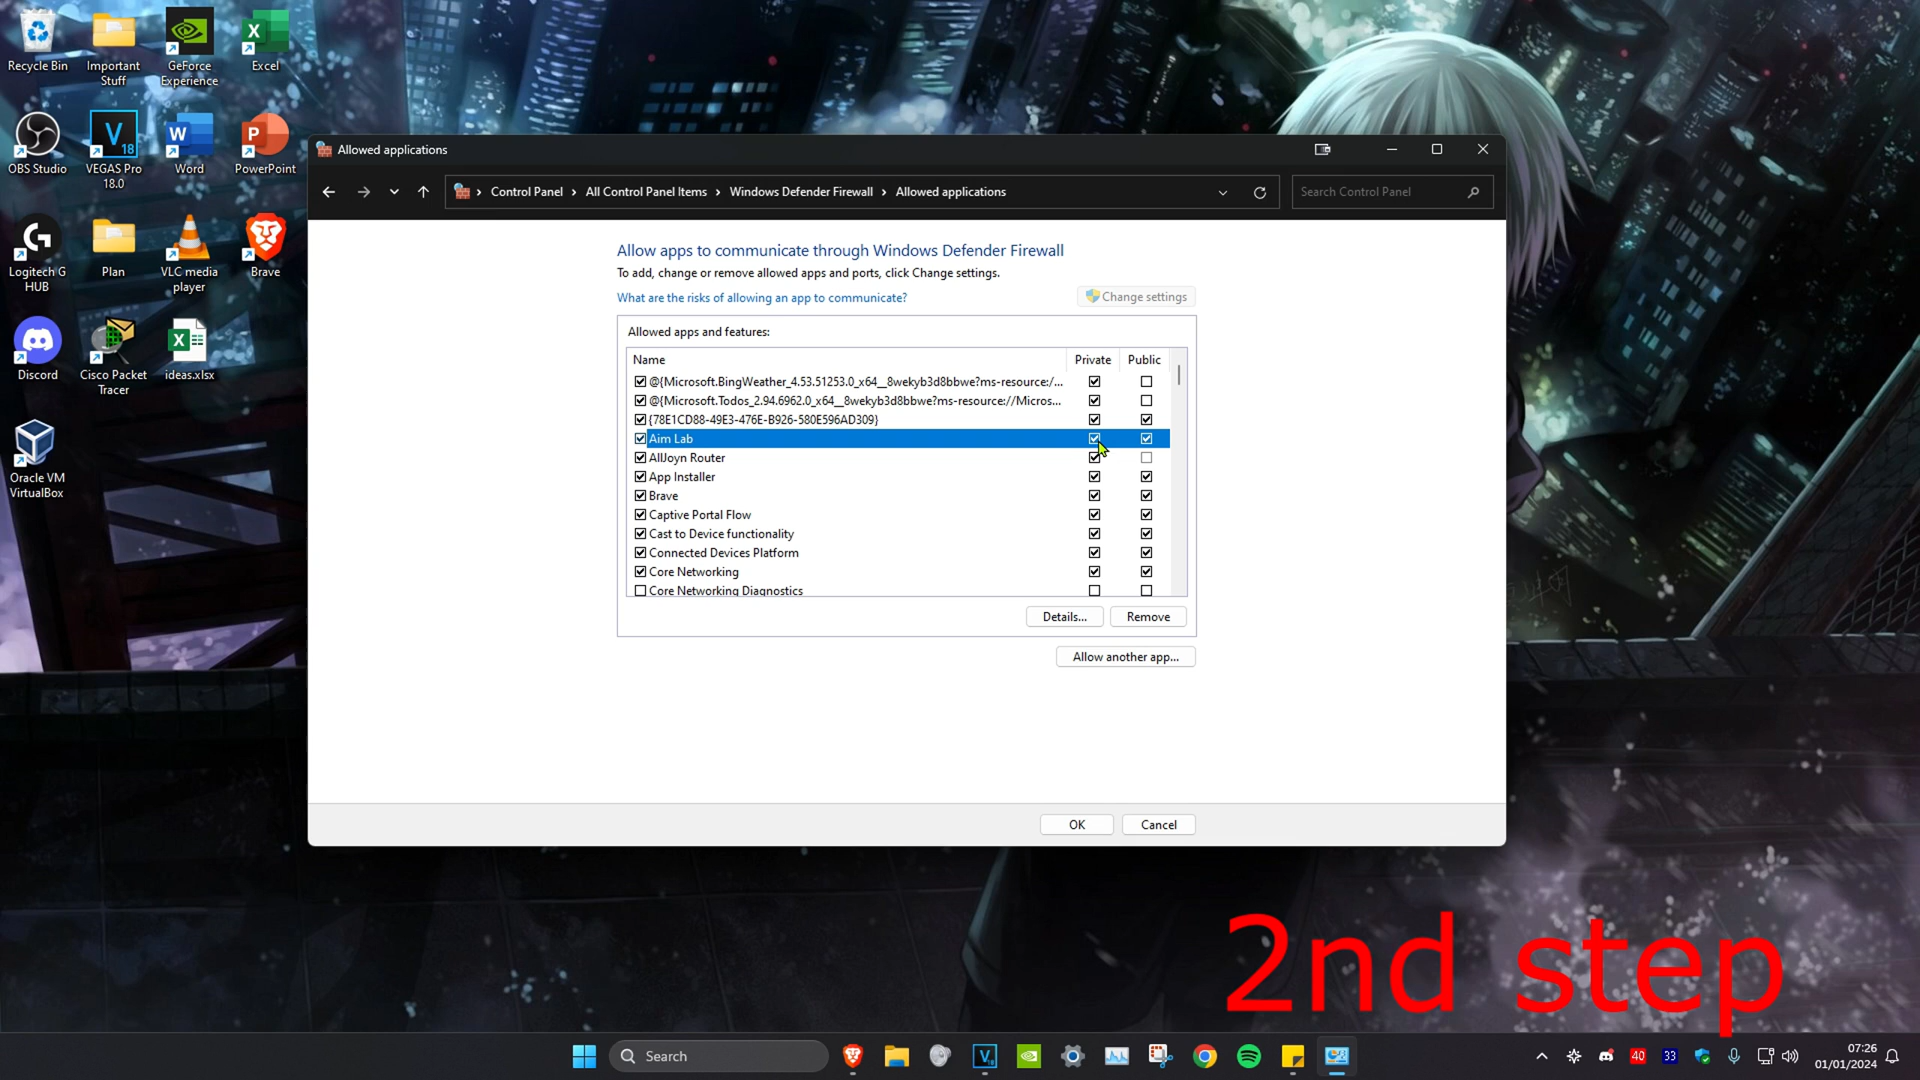 Recycle Bin
Important Stuff
GeForce Experience
Excel
OBS Studio
VEGAS Pro 18.0
Word
PowerPoint
Logitech G HUB
Plan
VLC media player
Brave
Discord
Cisco Packet Tracer
ideas.xlsx
Oracle VM VirtualBox
Allowed applications
Control Panel > All Control Panel Items > Windows Defender Firewall > Allowed applications
Search Control Panel
Allow apps to communicate through Windows Defender Firewall
To add, change or remove allowed apps and ports, click Change settings.
What are the risks of allowing an app to communicate?
Change settings
Allowed apps and features:
Name Private Public
@{Microsoft.BingWeather_4.53.51253.0_x64__8wekyb3d8bbwe?ms-resource:/...
@{Microsoft.Todos_2.94.6962.0_x64__8wekyb3d8bbwe?ms-resource://Micros...
{78E1CD88-49E3-476E-B926-580E596AD309}
Aim Lab
AllJoyn Router
App Installer
Brave
Captive Portal Flow
Cast to Device functionality
Connected Devices Platform
Core Networking
Core Networking Diagnostics
Details... Remove
Allow another app...
OK Cancel
2nd step
Search
40 33
07:26
01/01/2024